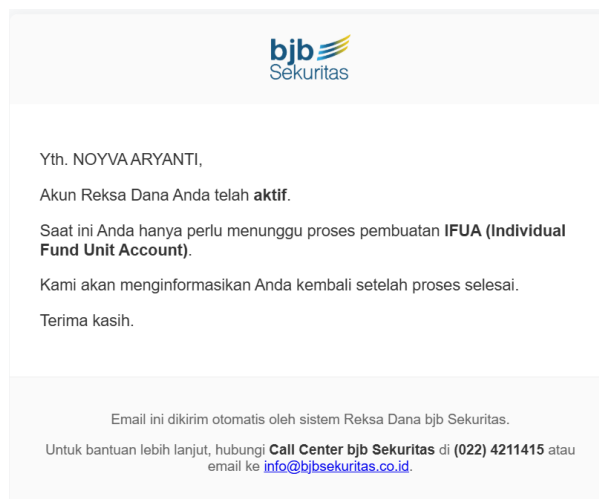 bjb
Sekuritas
Yth. NOYVA ARYANTI,
Akun Reksa Dana Anda telah aktif.
Saat ini Anda hanya perlu menunggu proses pembuatan IFUA (Individual
Fund Unit Account).
Kami akan menginformasikan Anda kembali setelah proses selesai.
Terima kasih.
Email ini dikirim otomatis oleh sistem Reksa Dana bjb Sekuritas.
Untuk bantuan lebih lanjut, hubungi Call Center bjb Sekuritas di (022) 4211415 atau
email ke info@bjbsekuritas.co.id.